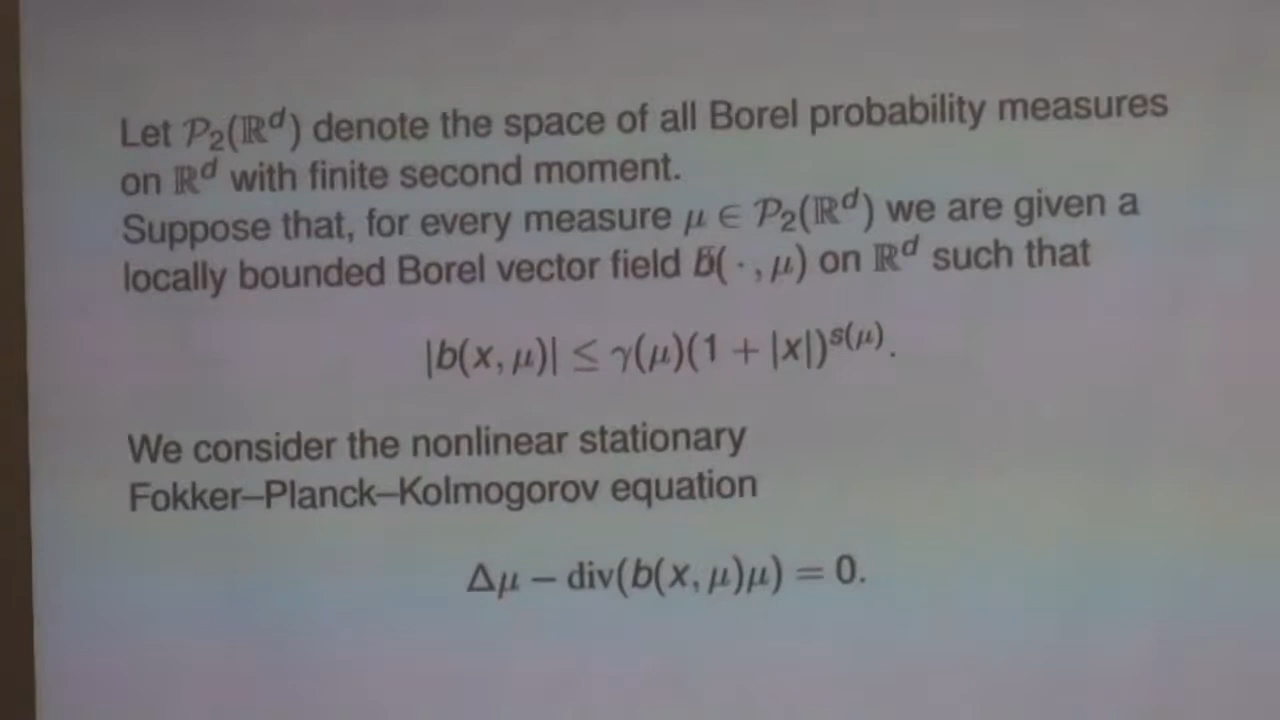 Let 𝒫₂(ℝᵈ) denote the space of all Borel probability measures
on ℝᵈ with finite second moment.
Suppose that, for every measure μ ∈ 𝒫₂(ℝᵈ) we are given a
locally bounded Borel vector field b( · , μ) on ℝᵈ such that
|b(x, μ)| ≤ γ(μ)(1 + |x|)^{s(μ)}.
We consider the nonlinear stationary
Fokker–Planck–Kolmogorov equation
Δμ − div(b(x, μ)μ) = 0.